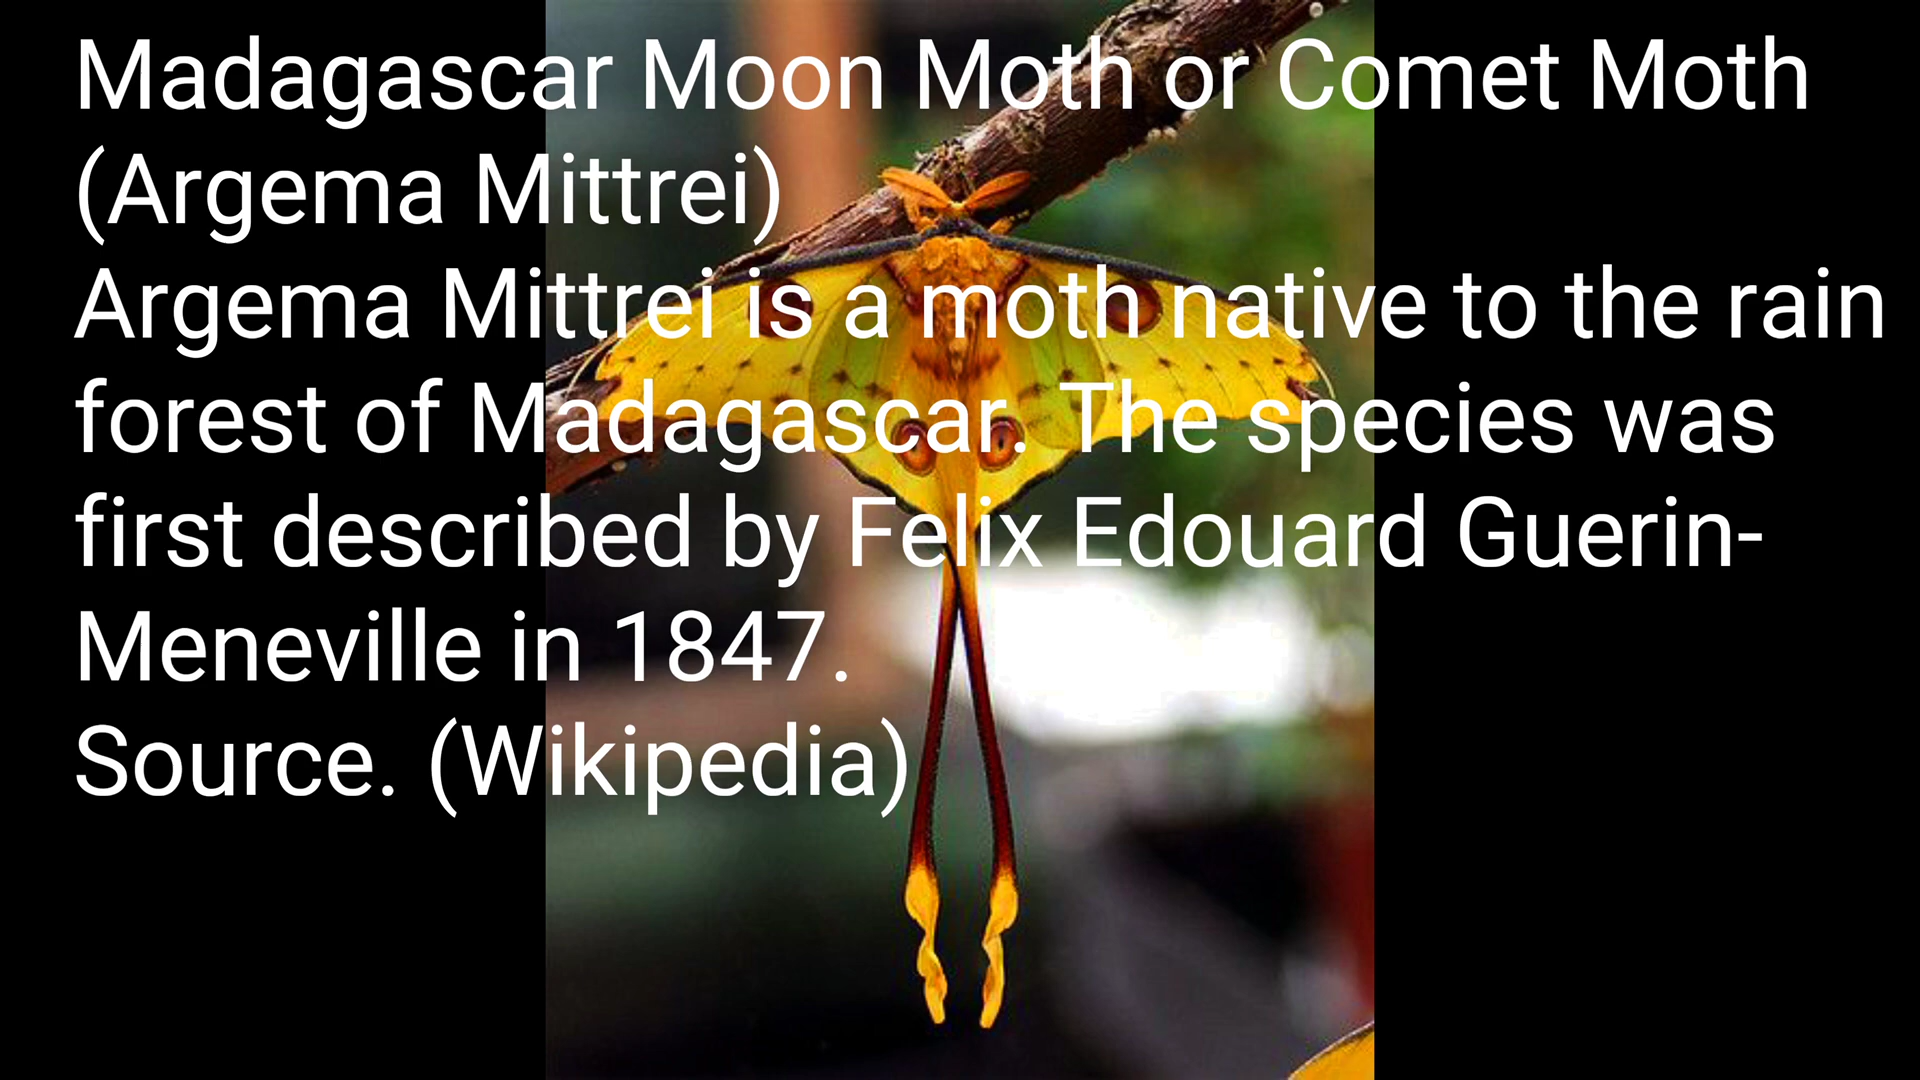 Madagascar Moon Moth or Comet Moth
(Argema Mittrei)
Argema Mittrei is a moth native to the rain
forest of Madagascar. The species was
first described by Felix Edouard Guerin-
Meneville in 1847.
Source. (Wikipedia)